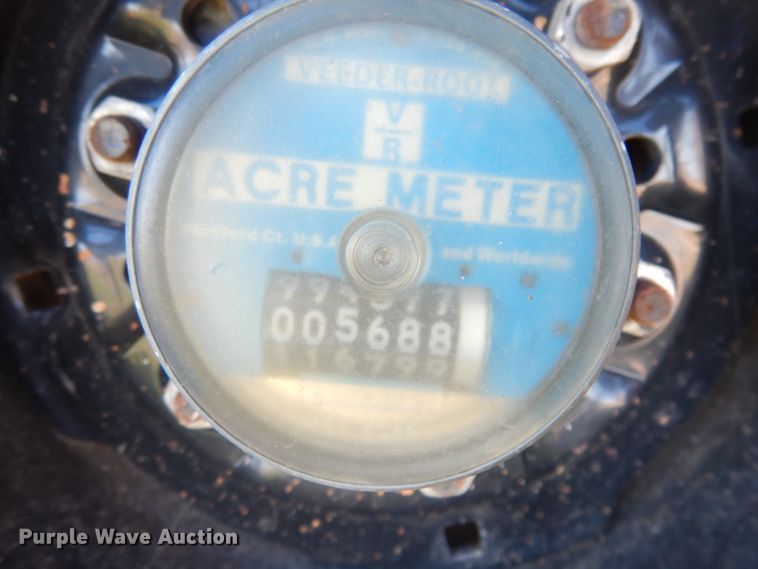 VEEDER-ROOT
V
R
ACRE METER
Hartford Ct. U.S.A. and Worldwide
005688
Purple Wave Auction